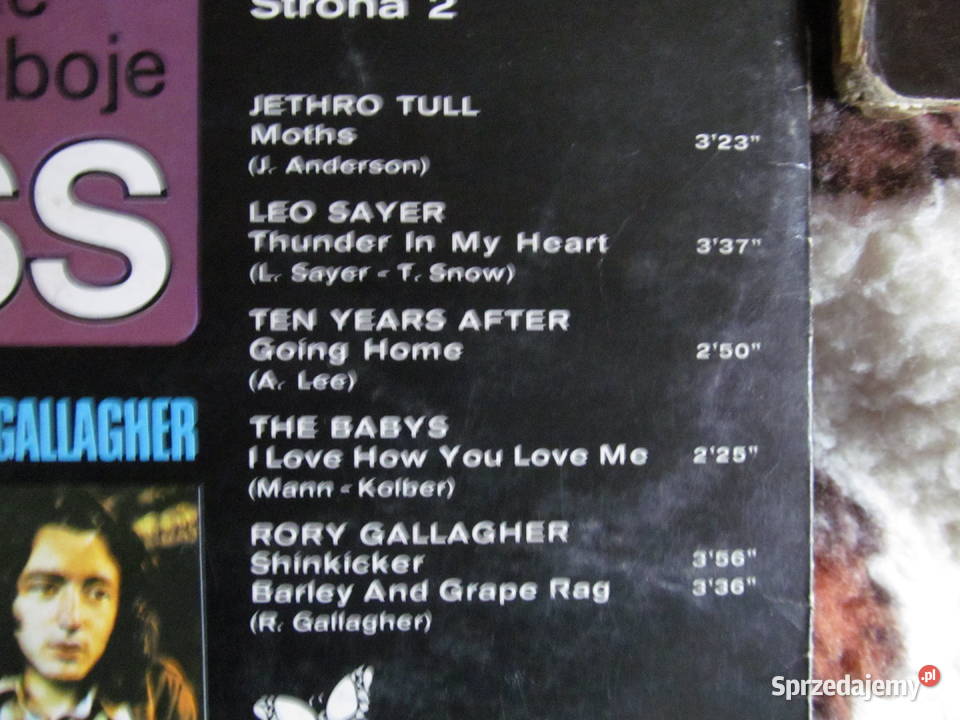 Strona 2
boje
SS
JETHRO TULL
Moths 3'23"
(J. Anderson)
LEO SAYER
Thunder In My Heart 3'37"
(L. Sayer - T. Snow)
TEN YEARS AFTER
Going Home 2'50"
(A. Lee)
GALLAGHER
THE BABYS
I Love How You Love Me 2'25"
(Mann - Kolber)
RORY GALLAGHER
Shinkicker 3'56"
Barley And Grape Rag 3'36"
(R. Gallagher)
Sprzedajemy.pl